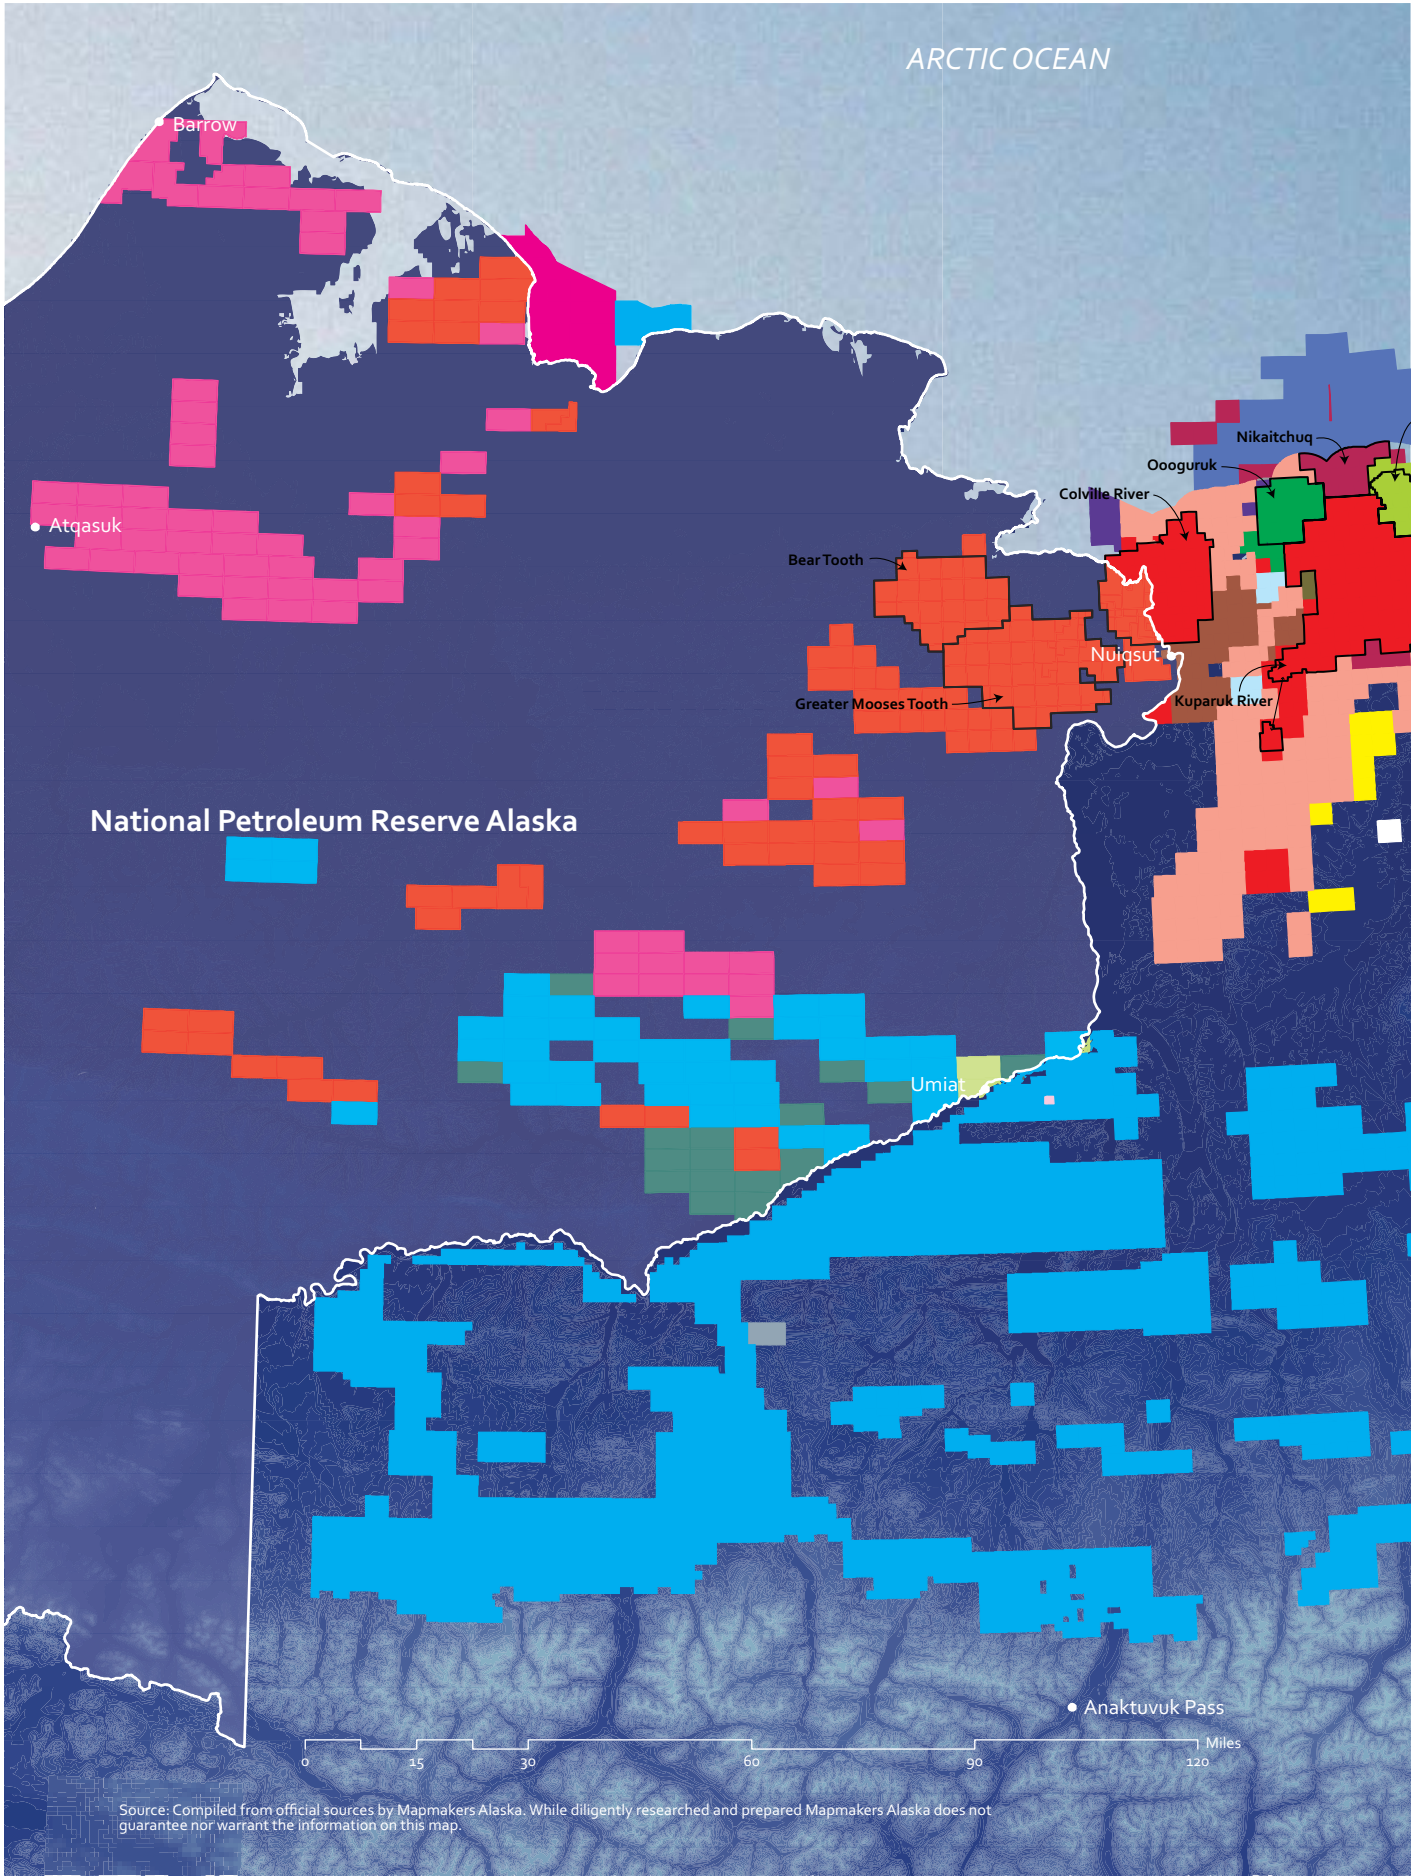 ARCTIC OCEAN
Barrow
Nikaitchuq
Oooguruk
Colville River
Atqasuk
Bear Tooth
Nuiqsut
Greater Mooses Tooth
Kuparuk River
National Petroleum Reserve Alaska
Umiat
Anaktuvuk Pass
Miles
0 15 30 60 90 120
Source: Compiled from official sources by Mapmakers Alaska. While diligently researched and prepared Mapmakers Alaska does not
guarantee nor warrant the information on this map.